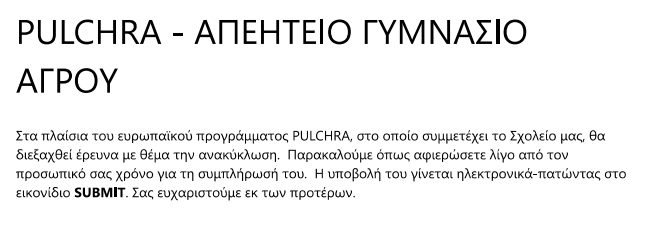 PULCHRA - ΑΠΕΗΤΕΙΟ ΓΥΜΝΑΣΙΟ
ΑΓΡΟΥ
Στα πλαίσια του ευρωπαϊκού προγράμματος PULCHRA, στο οποίο συμμετέχει το Σχολείο μας, θα
διεξαχθεί έρευνα με θέμα την ανακύκλωση. Παρακαλούμε όπως αφιερώσετε λίγο από τον
προσωπικό σας χρόνο για τη συμπλήρωσή του. Η υποβολή του γίνεται ηλεκτρονικά-πατώντας στο
εικονίδιο SUBMIT. Σας ευχαριστούμε εκ των προτέρων.